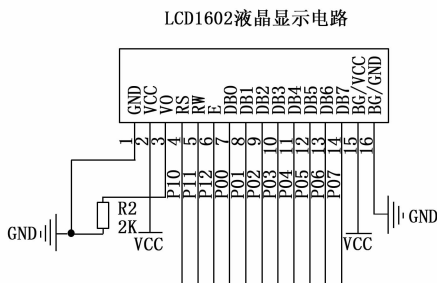 LCD1602液晶显示电路
GND VCC VO RS RW E DB0 DB1 DB2 DB3 DB4 DB5 DB6 DB7 BG/VCC BG/GND
1 2 3 4 5 6 7 8 9 10 11 12 13 14 15 16
P10 P11 P12 P00 P01 P02 P03 P04 P05 P06 P07
R2
2K
GND
VCC
VCC
GND